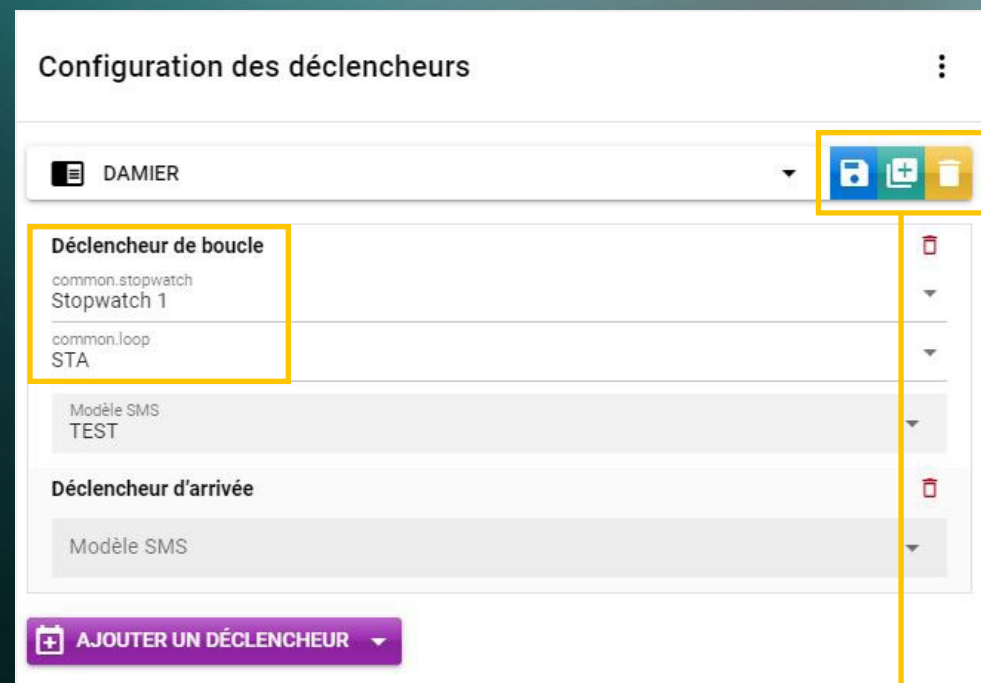 Configuration des déclencheurs
DAMIER
Déclencheur de boucle
common.stopwatch
Stopwatch 1
common.loop
STA
Modèle SMS
TEST
Déclencheur d'arrivée
Modèle SMS
AJOUTER UN DÉCLENCHEUR